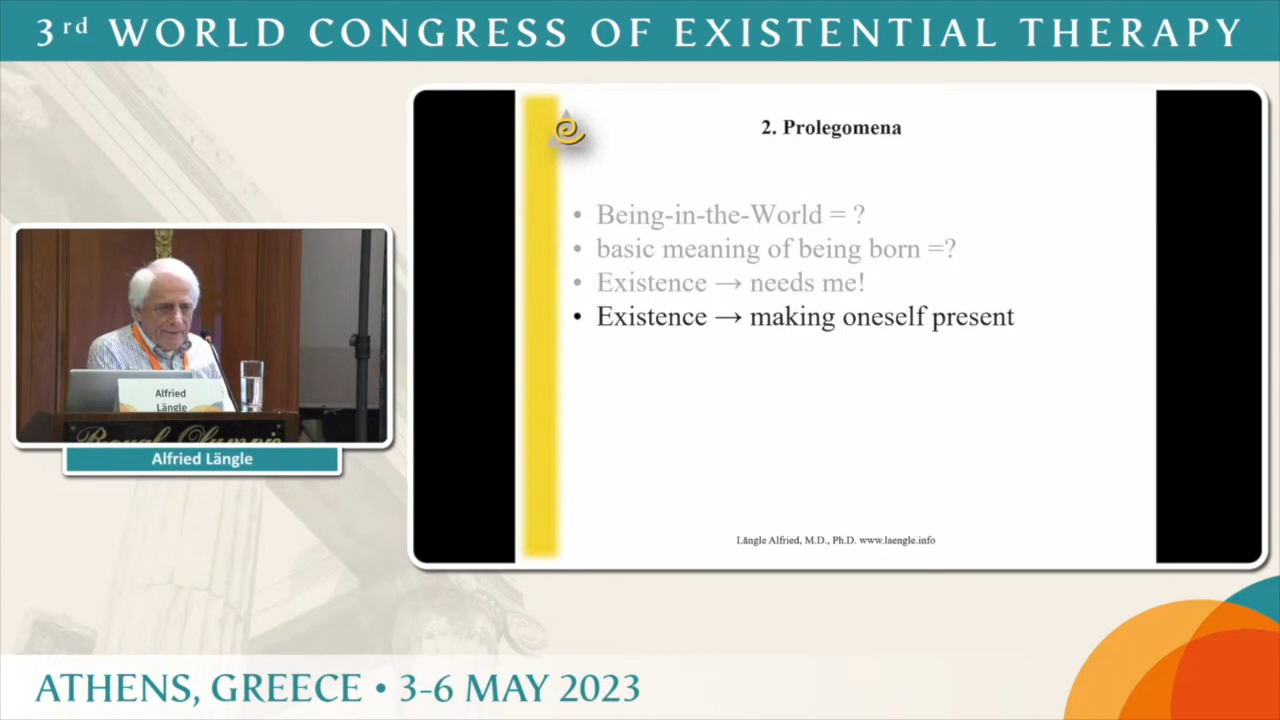 3rd WORLD CONGRESS OF EXISTENTIAL THERAPY
2. Prolegomena
• Being-in-the-World = ?
• basic meaning of being born =?
• Existence → needs me!
• Existence → making oneself present
Längle Alfried, M.D., Ph.D. www.laengle.info
Alfried
Längle
Royal Olympic
Alfried Längle
ATHENS, GREECE • 3-6 MAY 2023